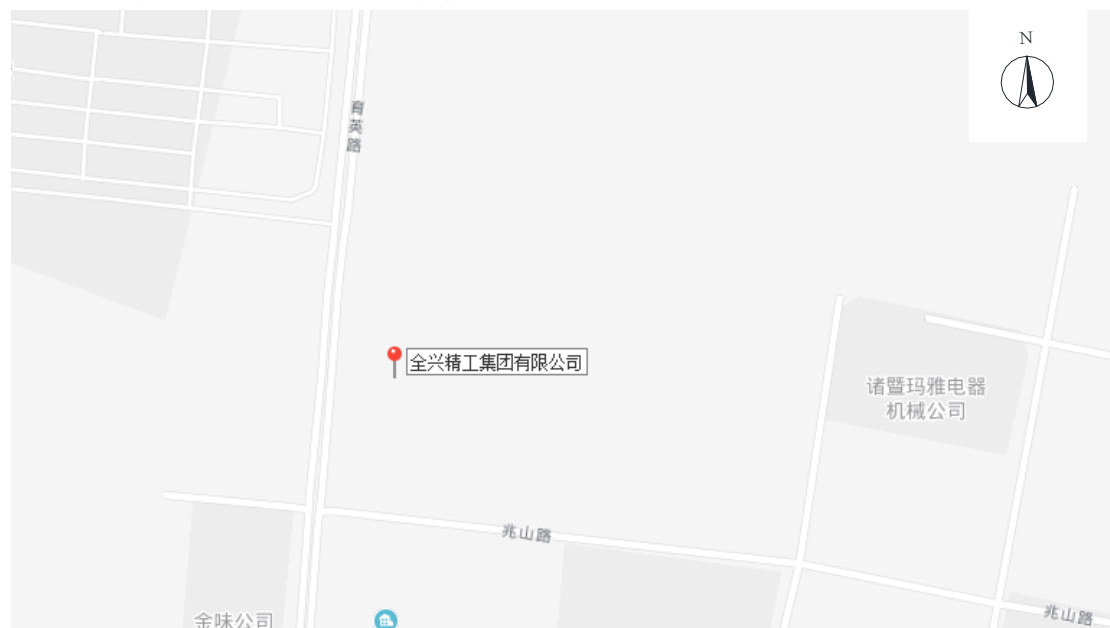 N
育英路
全兴精工集团有限公司
诸暨玛雅电器
机械公司
兆山路
兆山路
金味公司